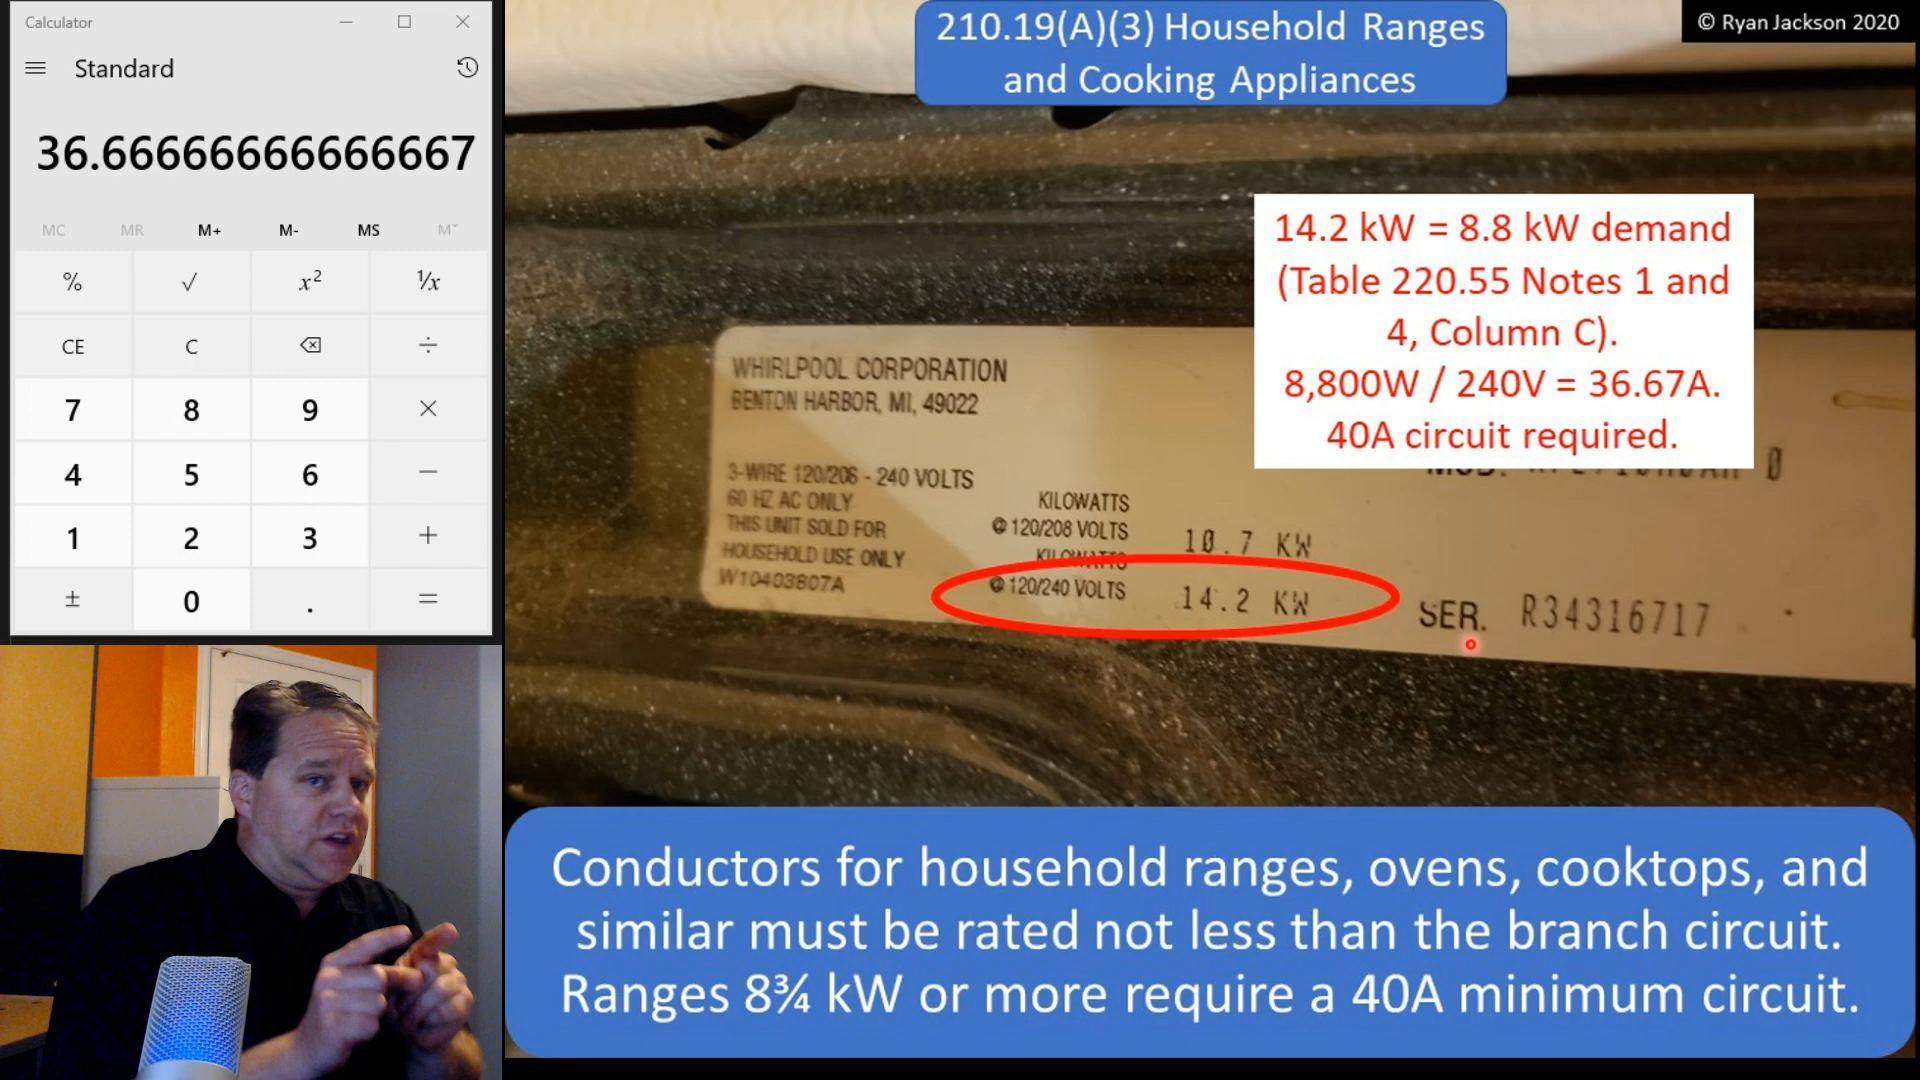 Calculator
Standard
36.66666666666667
MC MR M+ M- MS M˅
% √ x² ¹/x
CE C ÷
7 8 9 ×
4 5 6 −
1 2 3 +
± 0 . =
210.19(A)(3) Household Ranges
and Cooking Appliances
© Ryan Jackson 2020
14.2 kW = 8.8 kW demand
(Table 220.55 Notes 1 and
4, Column C).
8,800W / 240V = 36.67A.
40A circuit required.
WHIRLPOOL CORPORATION
BENTON HARBOR, MI, 49022
3-WIRE 120/208 - 240 VOLTS
60 HZ AC ONLY
THIS UNIT SOLD FOR
HOUSEHOLD USE ONLY
W10403807A
KILOWATTS
@ 120/208 VOLTS 10.7 KW
KILOWATTS
@ 120/240 VOLTS 14.2 KW
SER. R34316717
Conductors for household ranges, ovens, cooktops, and
similar must be rated not less than the branch circuit.
Ranges 8¾ kW or more require a 40A minimum circuit.